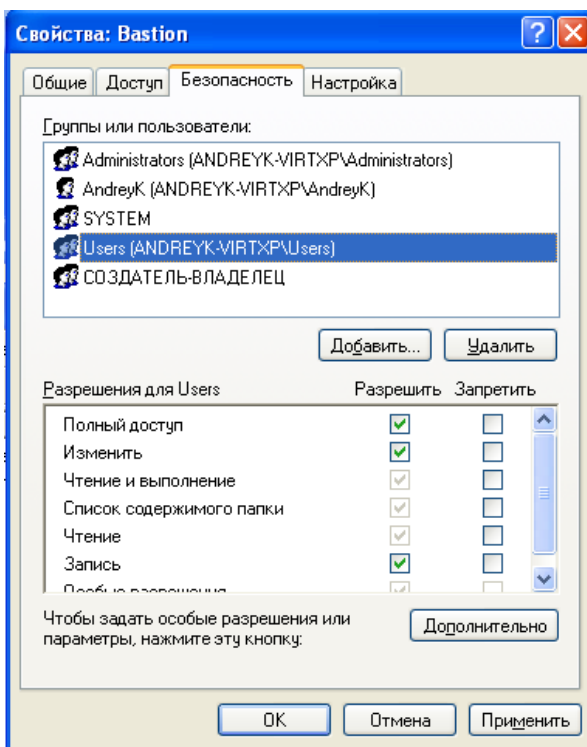 Свойства: Bastion
Общие Доступ Безопасность Настройка
Группы или пользователи:
Administrators (ANDREYK-VIRTXP\Administrators)
AndreyK (ANDREYK-VIRTXP\AndreyK)
SYSTEM
Users (ANDREYK-VIRTXP\Users)
СОЗДАТЕЛЬ-ВЛАДЕЛЕЦ
Добавить... Удалить
Разрешения для Users Разрешить Запретить
Полный доступ
Изменить
Чтение и выполнение
Список содержимого папки
Чтение
Запись
Особые разрешения
Чтобы задать особые разрешения или
параметры, нажмите эту кнопку:
Дополнительно
OK Отмена Применить